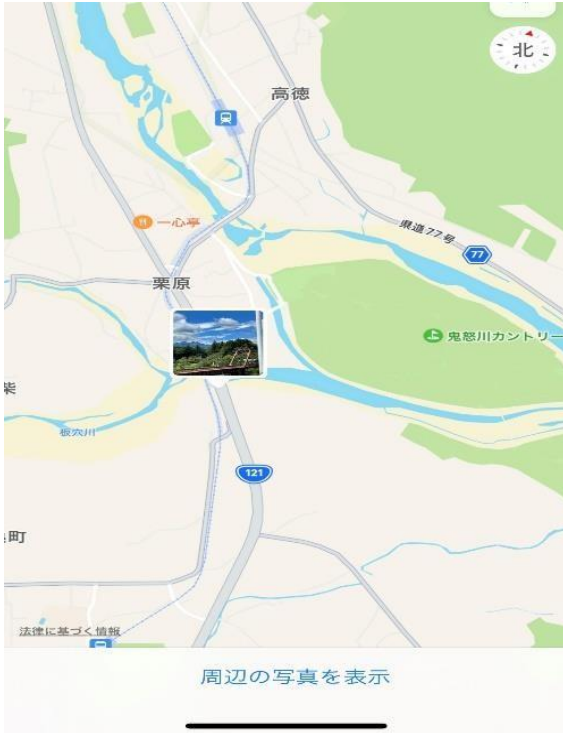 北
高徳
一心亭
県道77号
77
栗原
鬼怒川カントリー
柴
板穴川
121
町
法律に基づく情報
周辺の写真を表示